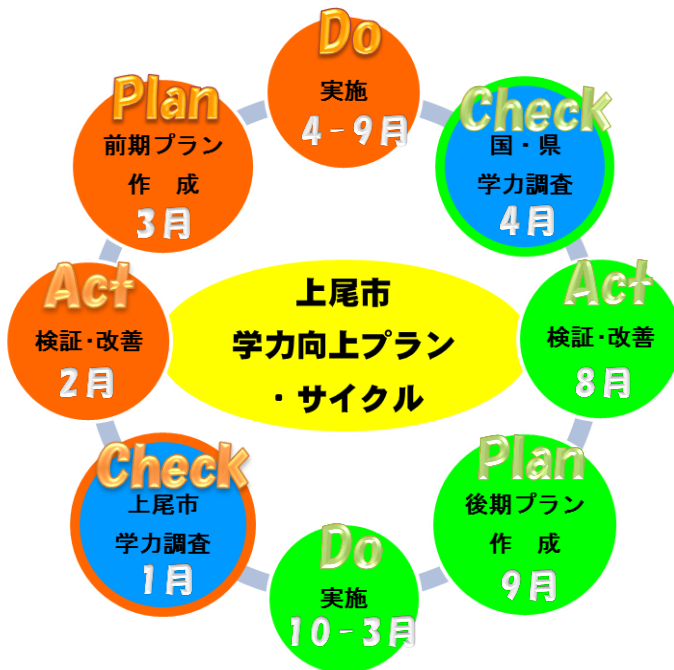 Do
実施
4-9月
Check
国・県
学力調査
4月
Act
検証・改善
8月
Plan
後期プラン
作 成
9月
Do
実施
10-3月
Check
上尾市
学力調査
1月
Act
検証・改善
2月
Plan
前期プラン
作 成
3月
上尾市
学力向上プラン
・サイクル